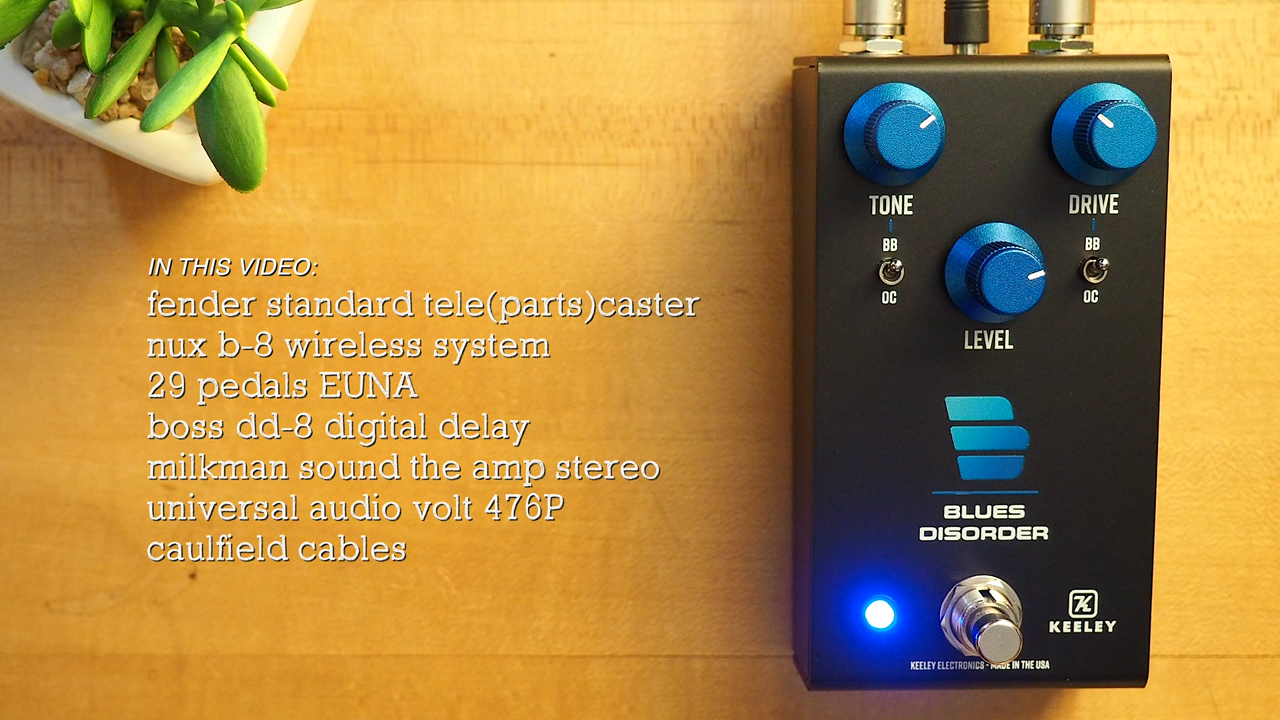 IN THIS VIDEO:
fender standard tele(parts)caster
nux b-8 wireless system
29 pedals EUNA
boss dd-8 digital delay
milkman sound the amp stereo
universal audio volt 476P
caulfield cables
TONE
DRIVE
BB
BB
OC
OC
LEVEL
BLUES
DISORDER
KEELEY
KEELEY ELECTRONICS - MADE IN THE USA